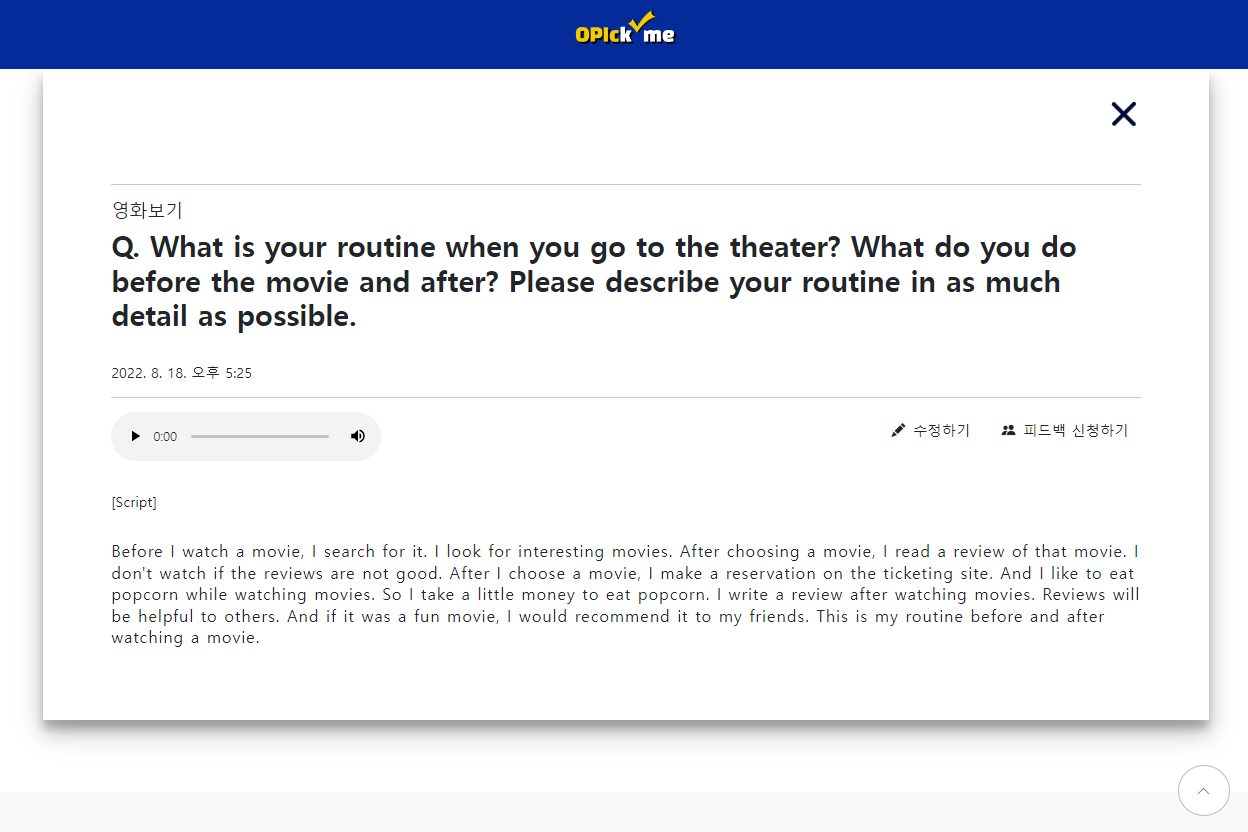 OPIck me
영화보기
Q. What is your routine when you go to the theater? What do you do
before the movie and after? Please describe your routine in as much
detail as possible.
2022. 8. 18. 오후 5:25
0:00
수정하기
피드백 신청하기
[Script]
Before I watch a movie, I search for it. I look for interesting movies. After choosing a movie, I read a review of that movie. I
don't watch if the reviews are not good. After I choose a movie, I make a reservation on the ticketing site. And I like to eat
popcorn while watching movies. So I take a little money to eat popcorn. I write a review after watching movies. Reviews will
be helpful to others. And if it was a fun movie, I would recommend it to my friends. This is my routine before and after
watching a movie.